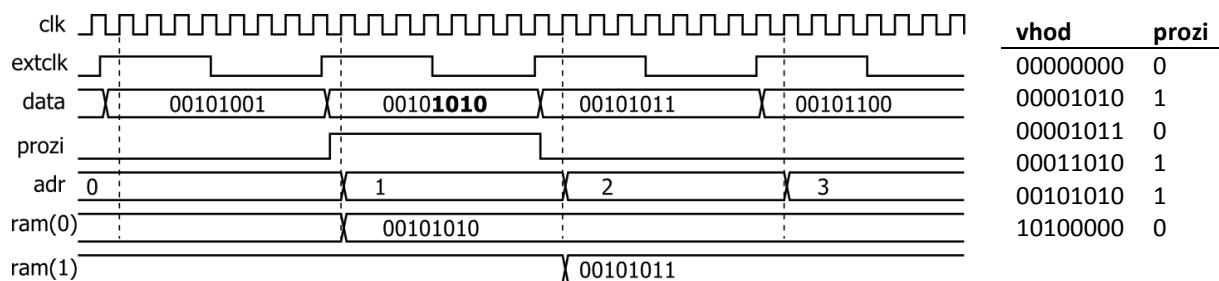 clk
extclk
data 00101001 00101010 00101011 00101100
prozi
adr 0 1 2 3
ram(0) 00101010
ram(1) 00101011
vhod prozi
00000000 0
00001010 1
00001011 0
00011010 1
00101010 1
10100000 0